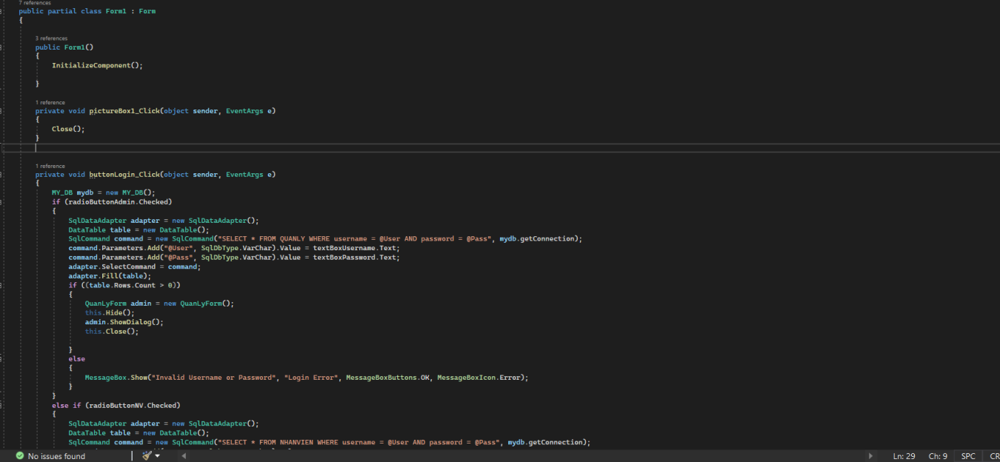 7 references
public partial class Form1 : Form
{
3 references
public Form1()
{
InitializeComponent();
}
1 reference
private void pictureBox1_Click(object sender, EventArgs e)
{
Close();
}
1 reference
private void buttonLogin_Click(object sender, EventArgs e)
{
MY_DB mydb = new MY_DB();
if (radioButtonAdmin.Checked)
{
SqlDataAdapter adapter = new SqlDataAdapter();
DataTable table = new DataTable();
SqlCommand command = new SqlCommand("SELECT * FROM QUANLY WHERE username = @User AND password = @Pass", mydb.getConnection);
command.Parameters.Add("@User", SqlDbType.VarChar).Value = textBoxUsername.Text;
command.Parameters.Add("@Pass", SqlDbType.VarChar).Value = textBoxPassword.Text;
adapter.SelectCommand = command;
adapter.Fill(table);
if ((table.Rows.Count > 0))
{
QuanLyForm admin = new QuanLyForm();
this.Hide();
admin.ShowDialog();
this.Close();
}
else
{
MessageBox.Show("Invalid Username or Password", "Login Error", MessageBoxButtons.OK, MessageBoxIcon.Error);
}
}
else if (radioButtonNV.Checked)
{
SqlDataAdapter adapter = new SqlDataAdapter();
DataTable table = new DataTable();
SqlCommand command = new SqlCommand("SELECT * FROM NHANVIEN WHERE username = @User AND password = @Pass", mydb.getConnection);
No issues found
Ln: 29 Ch: 9 SPC CR